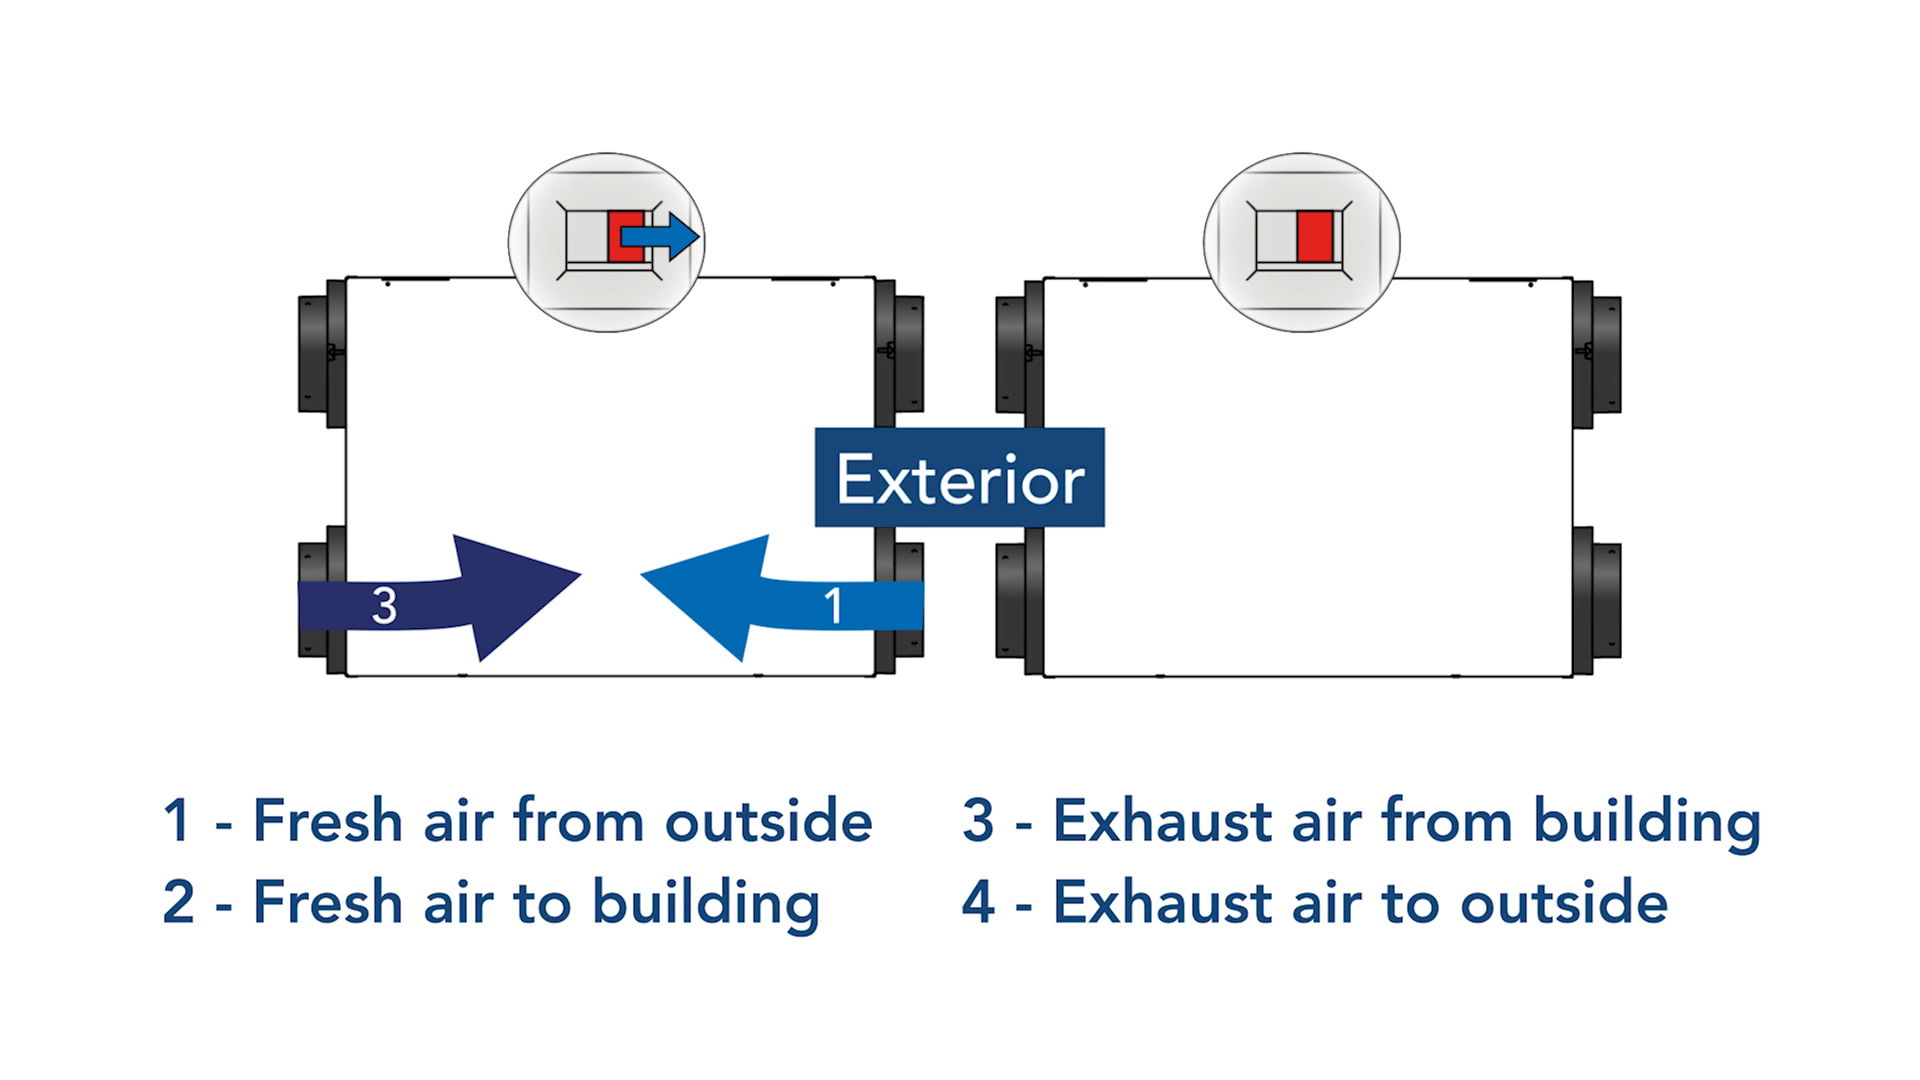 Exterior
3
1
1 - Fresh air from outside
2 - Fresh air to building
3 - Exhaust air from building
4 - Exhaust air to outside